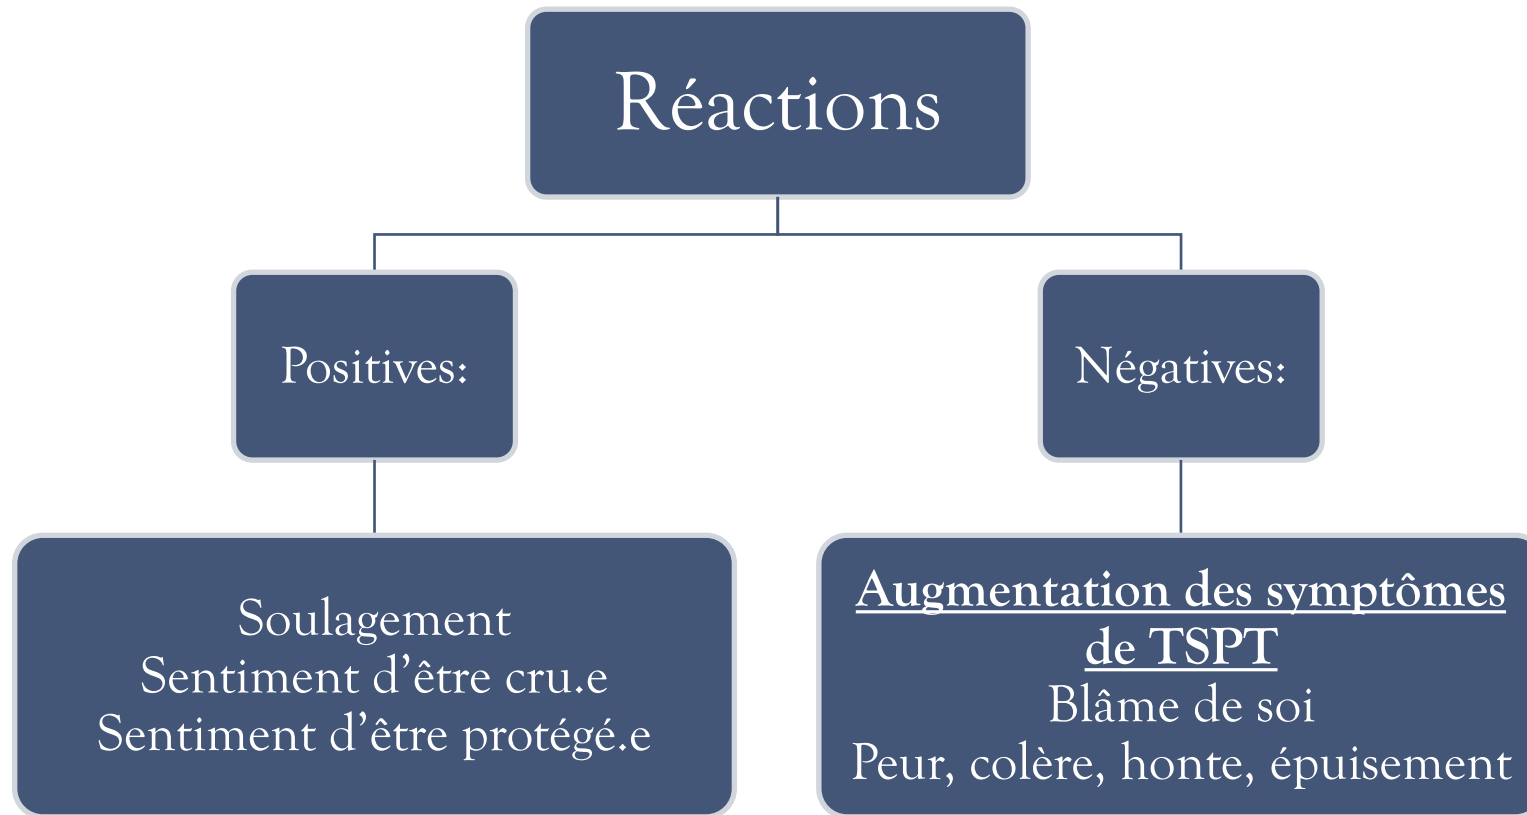 Réactions
Positives:
Négatives:
Soulagement
Sentiment d’être cru.e
Sentiment d’être protégé.e
Augmentation des symptômes
de TSPT
Blâme de soi
Peur, colère, honte, épuisement